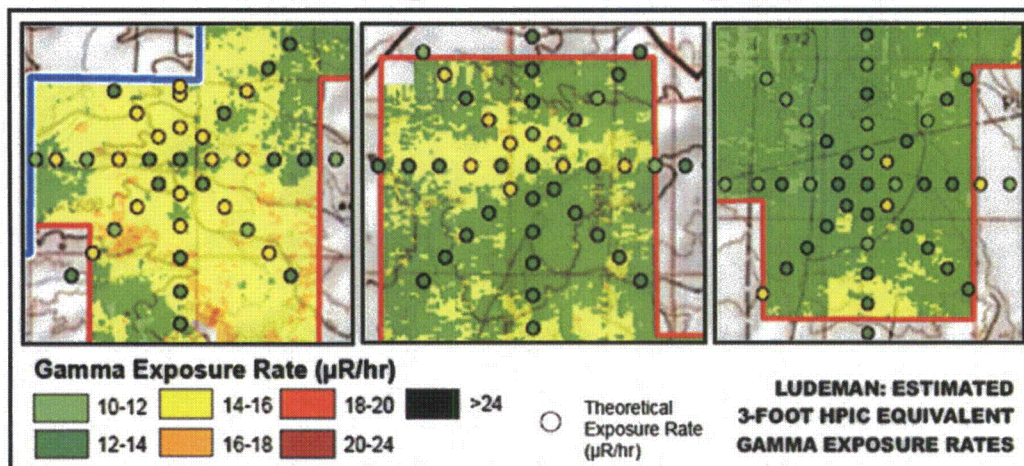 Gamma Exposure Rate (µR/hr)
10-12
14-16
18-20
>24
12-14
16-18
20-24
Theoretical
Exposure Rate
(µR/hr)
LUDEMAN: ESTIMATED
3-FOOT HPIC EQUIVALENT
GAMMA EXPOSURE RATES